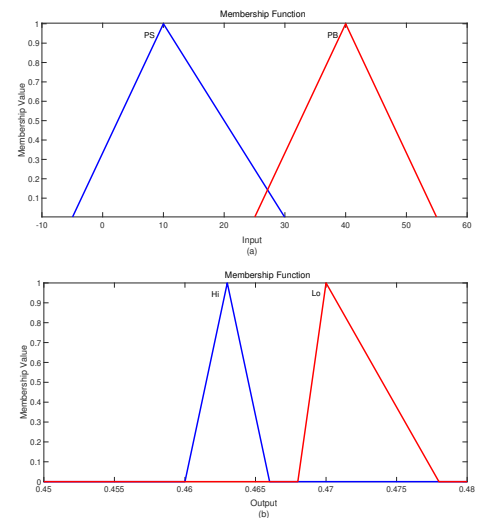 Membership Function
1
PS
PB
0.9
0.8
0.7
0.6
0.5
0.4
0.3
0.2
0.1
Membership Value
-10 0 10 20 30 40 50 60
Input
(a)
Membership Function
1
Hi
Lo
0.9
0.8
0.7
0.6
0.5
0.4
0.3
0.2
0.1
0
Membership Value
0.45 0.455 0.46 0.465 0.47 0.475 0.48
Output
(b)